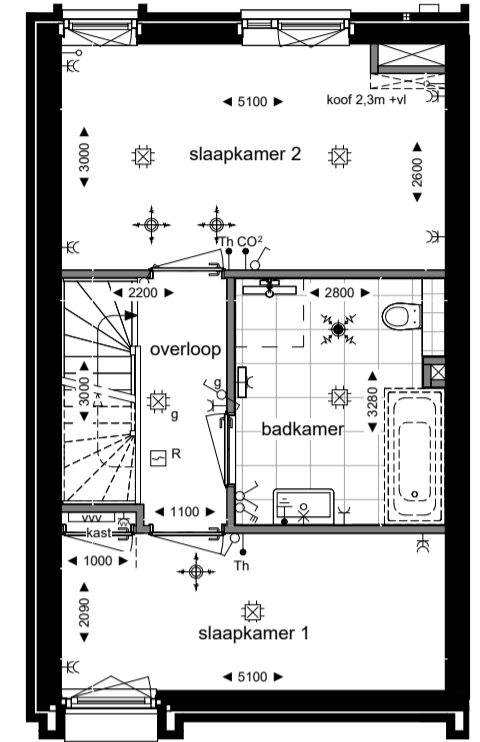 5100
koof 2,3m +vl
3000
slaapkamer 2
2600
Th CO²
2200
2800
overloop
g
3000
g
3280
badkamer
R
1100
kast
1000
Th
2090
slaapkamer 1
5100